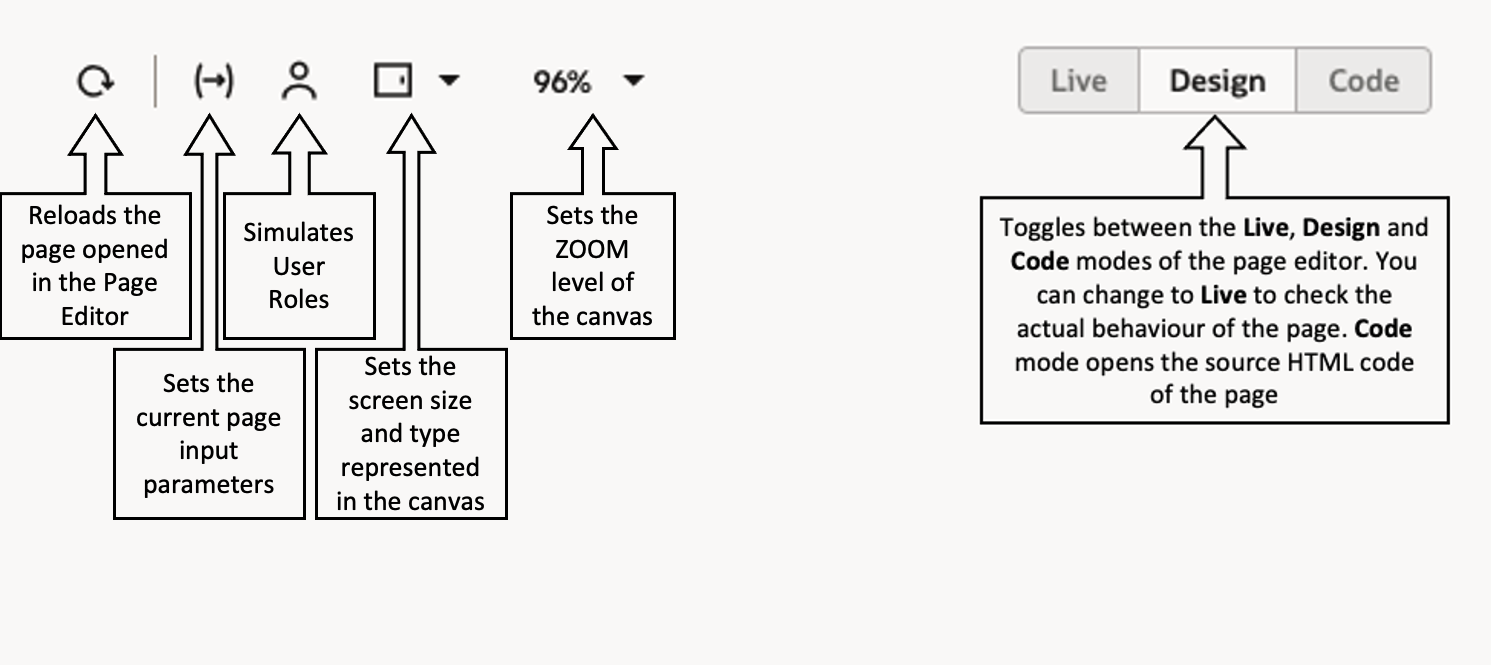 96%
Live
Design
Code
Reloads the
page opened
in the Page
Editor
Sets the
current page
input
parameters
Simulates
User
Roles
Sets the
screen size
and type
represented
in the canvas
Sets the
ZOOM
level of
the canvas
Toggles between the Live, Design and
Code modes of the page editor. You
can change to Live to check the
actual behaviour of the page. Code
mode opens the source HTML code
of the page